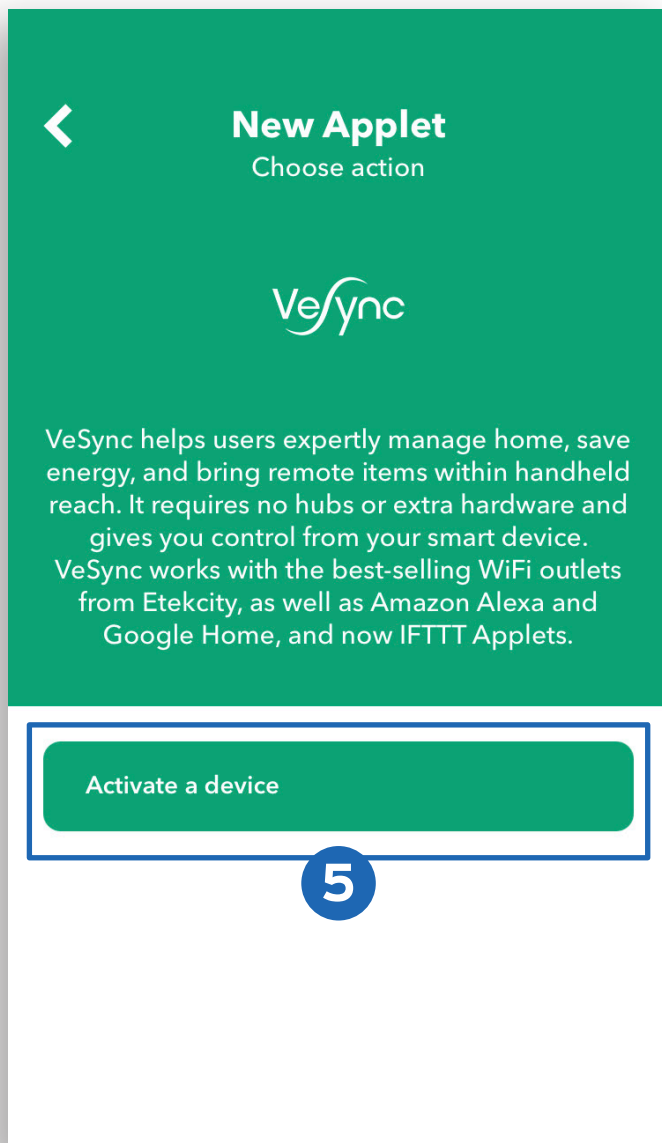 New Applet
Choose action
VeSync
VeSync helps users expertly manage home, save
energy, and bring remote items within handheld
reach. It requires no hubs or extra hardware and
gives you control from your smart device.
VeSync works with the best-selling WiFi outlets
from Etekcity, as well as Amazon Alexa and
Google Home, and now IFTTT Applets.
Activate a device
5